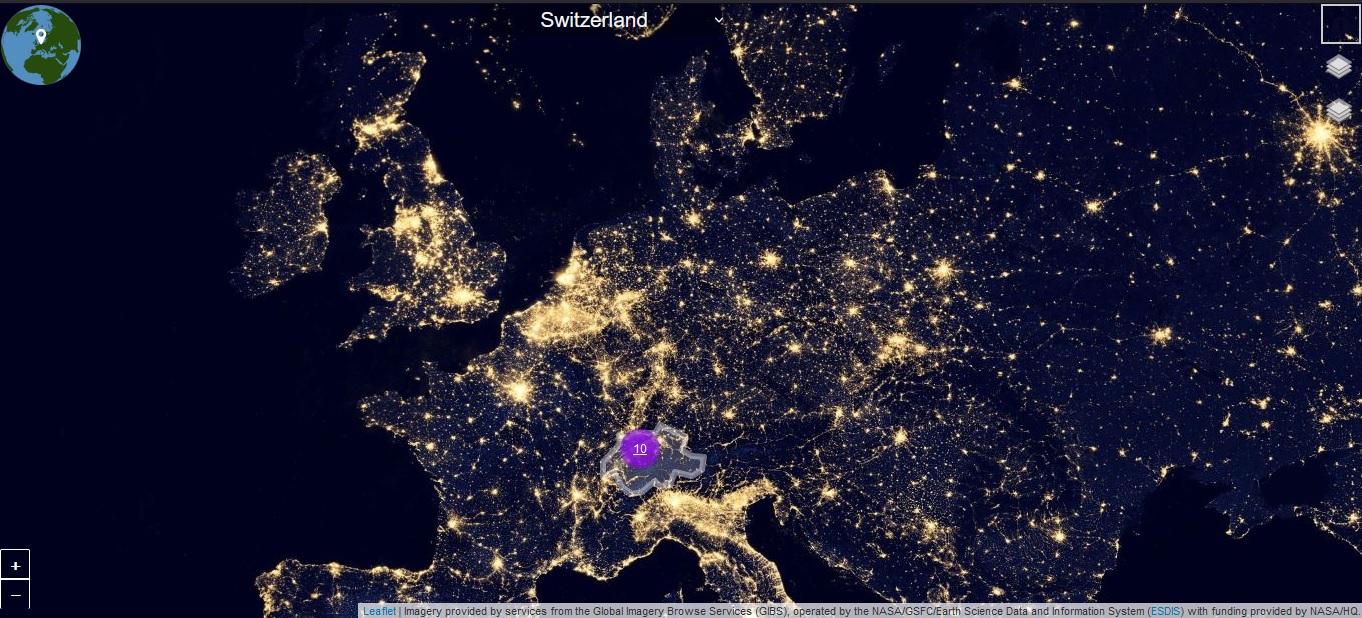 Switzerland
10
+
−
Leaflet | Imagery provided by services from the Global Imagery Browse Services (GIBS), operated by the NASA/GSFC/Earth Science Data and Information System (ESDIS) with funding provided by NASA/HQ.